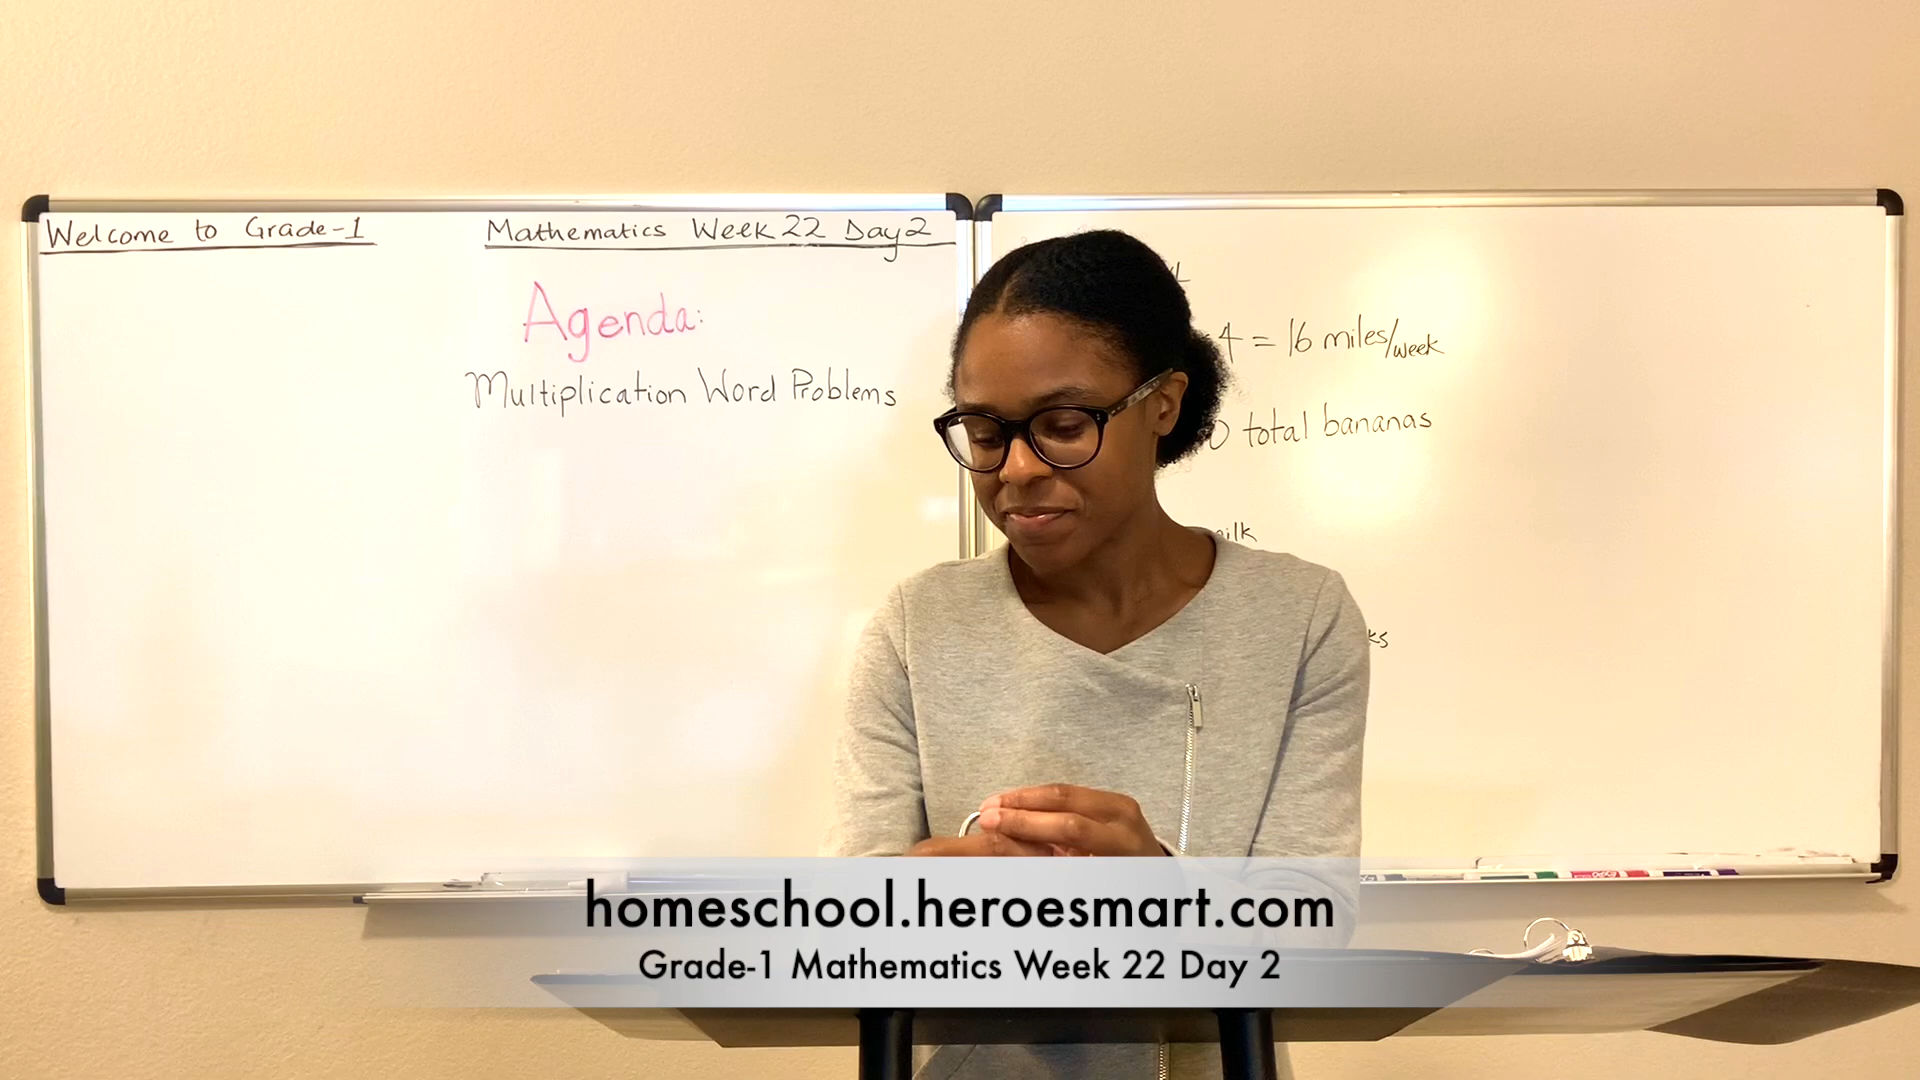 Welcome to Grade-1
Mathematics Week 22 Day 2
Agenda:
Multiplication Word Problems
4 = 16 miles/week
0 total bananas
homeschool.heroesmart.com
Grade-1 Mathematics Week 22 Day 2